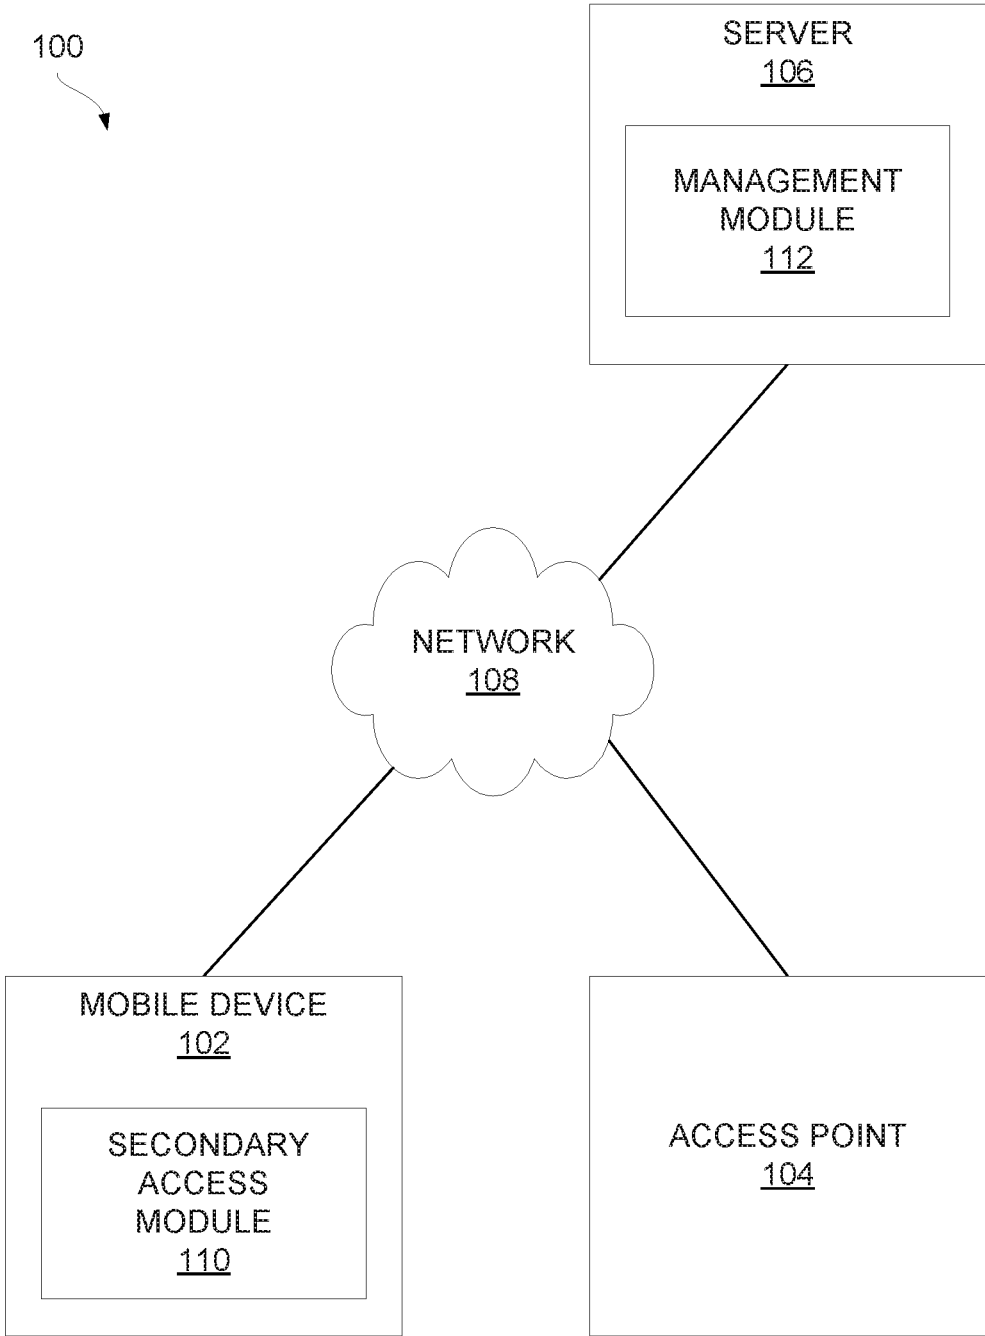 100
SERVER
106
MANAGEMENT
MODULE
112
NETWORK
108
MOBILE DEVICE
102
SECONDARY
ACCESS
MODULE
110
ACCESS POINT
104